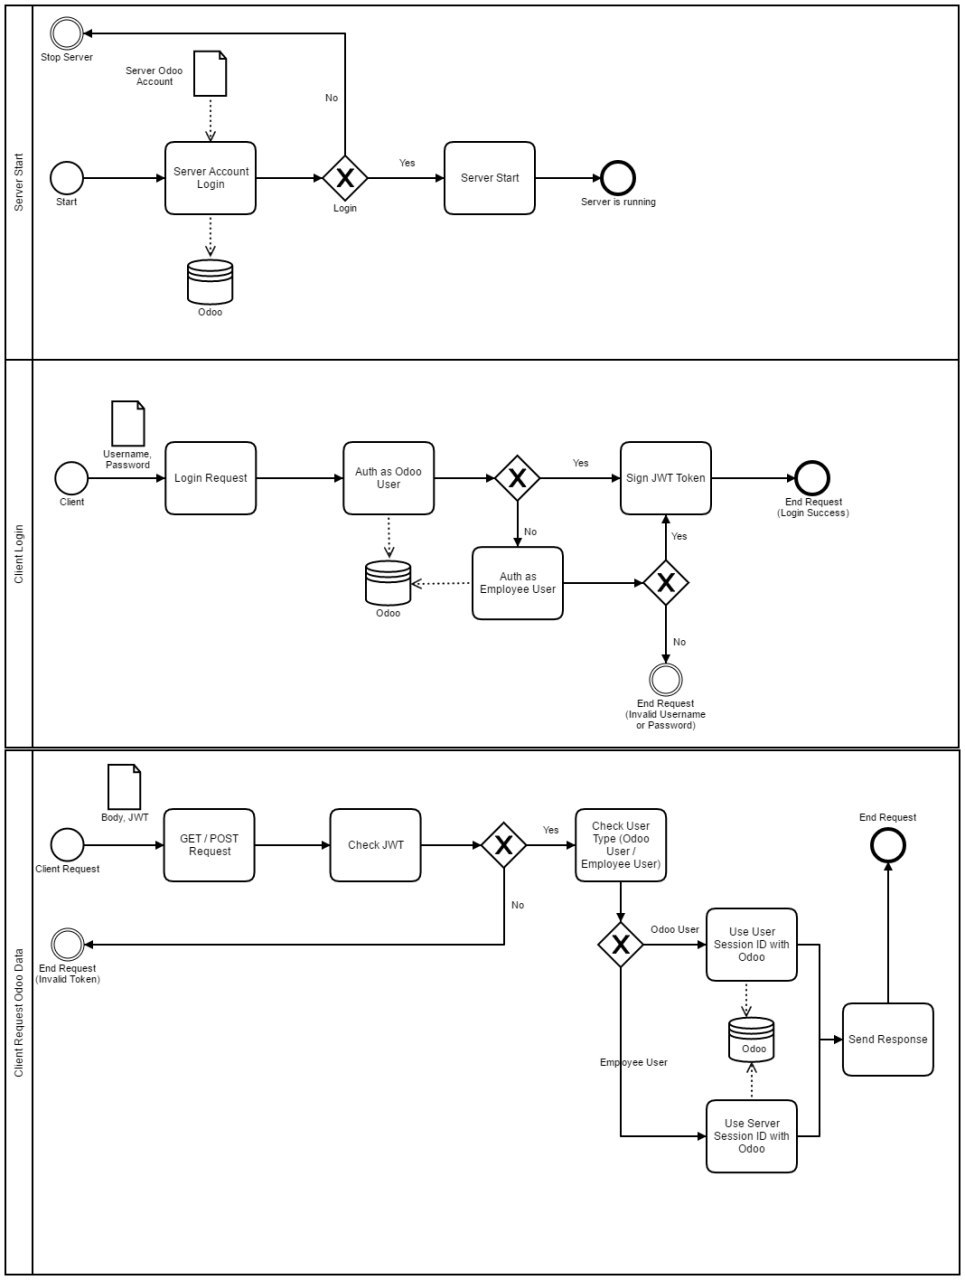 Server Start
Stop Server
Server Odoo
Account
No
Server Account
Login
Start
Login
Yes
Server Start
Server is running
Odoo
Client Login
Username,
Password
Client
Login Request
Auth as Odoo
User
Yes
No
Sign JWT Token
End Request
(Login Success)
Yes
Auth as
Employee User
Odoo
No
End Request
(Invalid Username
or Password)
Client Request Odoo Data
Body, JWT
Client Request
GET / POST
Request
Check JWT
Yes
No
Check User
Type (Odoo
User /
Employee User)
End Request
End Request
(Invalid Token)
Odoo User
Use User
Session ID with
Odoo
Odoo
Send Response
Employee User
Use Server
Session ID with
Odoo